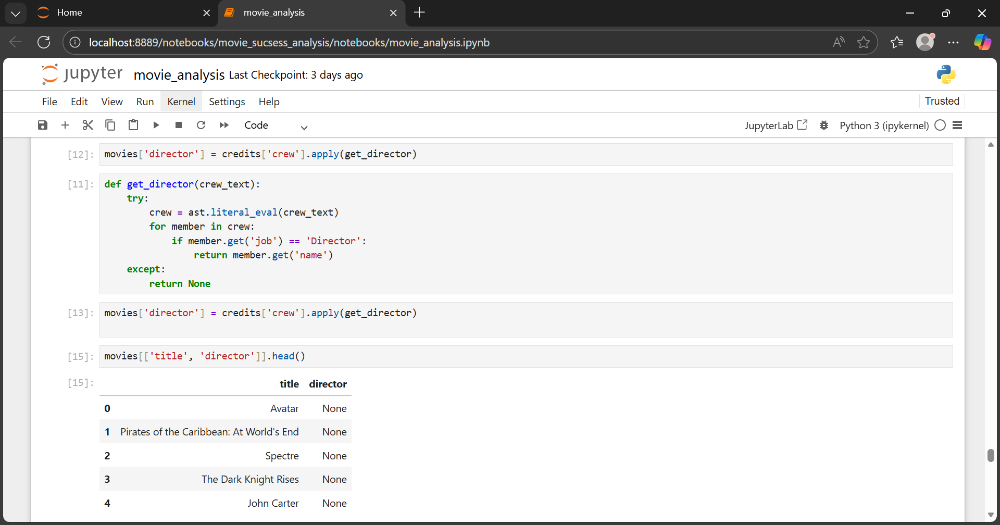 Home
movie_analysis
localhost:8889/notebooks/movie_sucsess_analysis/notebooks/movie_analysis.ipynb
jupyter movie_analysis Last Checkpoint: 3 days ago
File Edit View Run Kernel Settings Help
Trusted
Code
JupyterLab
Python 3 (ipykernel)
[12]: movies['director'] = credits['crew'].apply(get_director)
[11]: def get_director(crew_text):
    try:
        crew = ast.literal_eval(crew_text)
        for member in crew:
            if member.get('job') == 'Director':
                return member.get('name')
    except:
        return None
[13]: movies['director'] = credits['crew'].apply(get_director)
[15]: movies[['title', 'director']].head()
[15]:
title director
0 Avatar None
1 Pirates of the Caribbean: At World's End None
2 Spectre None
3 The Dark Knight Rises None
4 John Carter None